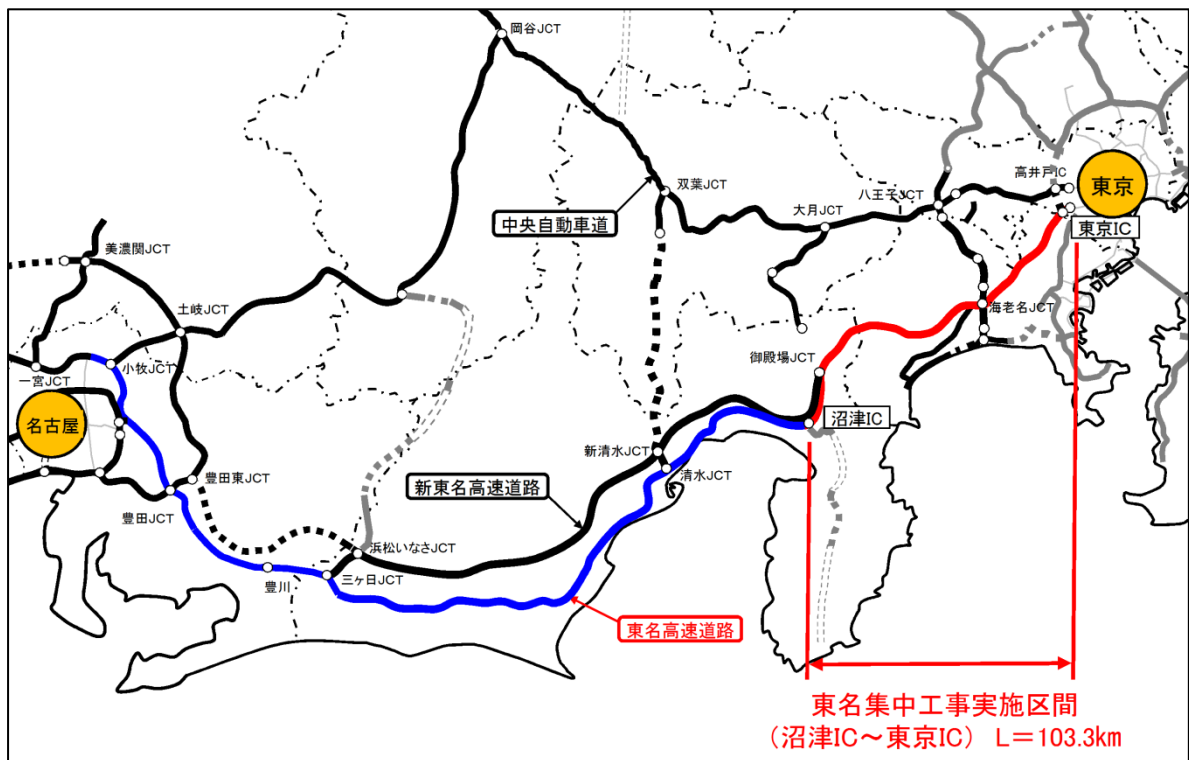 岡谷JCT
高井戸IC
東京
双葉JCT
八王子JCT
中央自動車道
大月JCT
東京IC
美濃関JCT
土岐JCT
海老名JCT
御殿場JCT
一宮JCT
小牧JCT
名古屋
沼津IC
新清水JCT
清水JCT
豊田東JCT
新東名高速道路
豊田JCT
浜松いなさJCT
豊川
三ヶ日JCT
東名高速道路
東名集中工事実施区間
(沼津IC~東京IC) L=103.3km